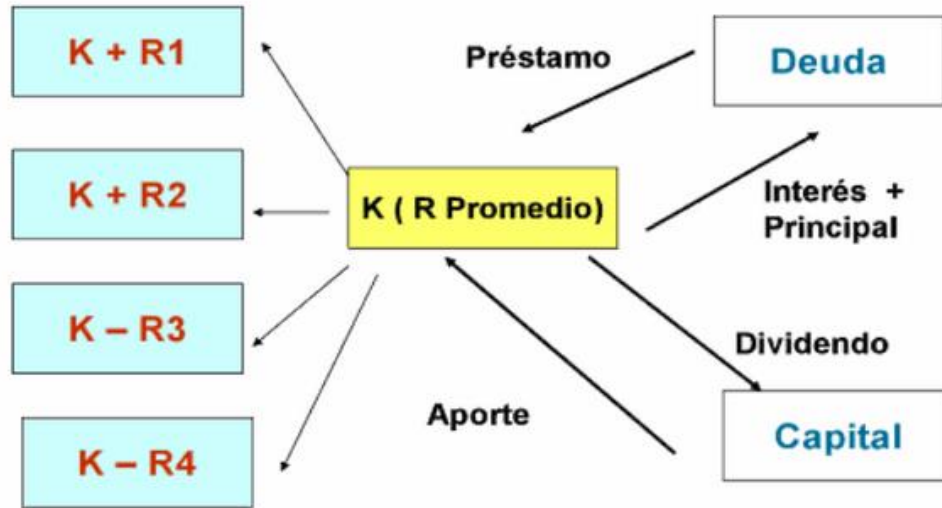 K + R1
K + R2
K – R3
K – R4
K ( R Promedio)
Préstamo
Deuda
Interés +
Principal
Dividendo
Aporte
Capital